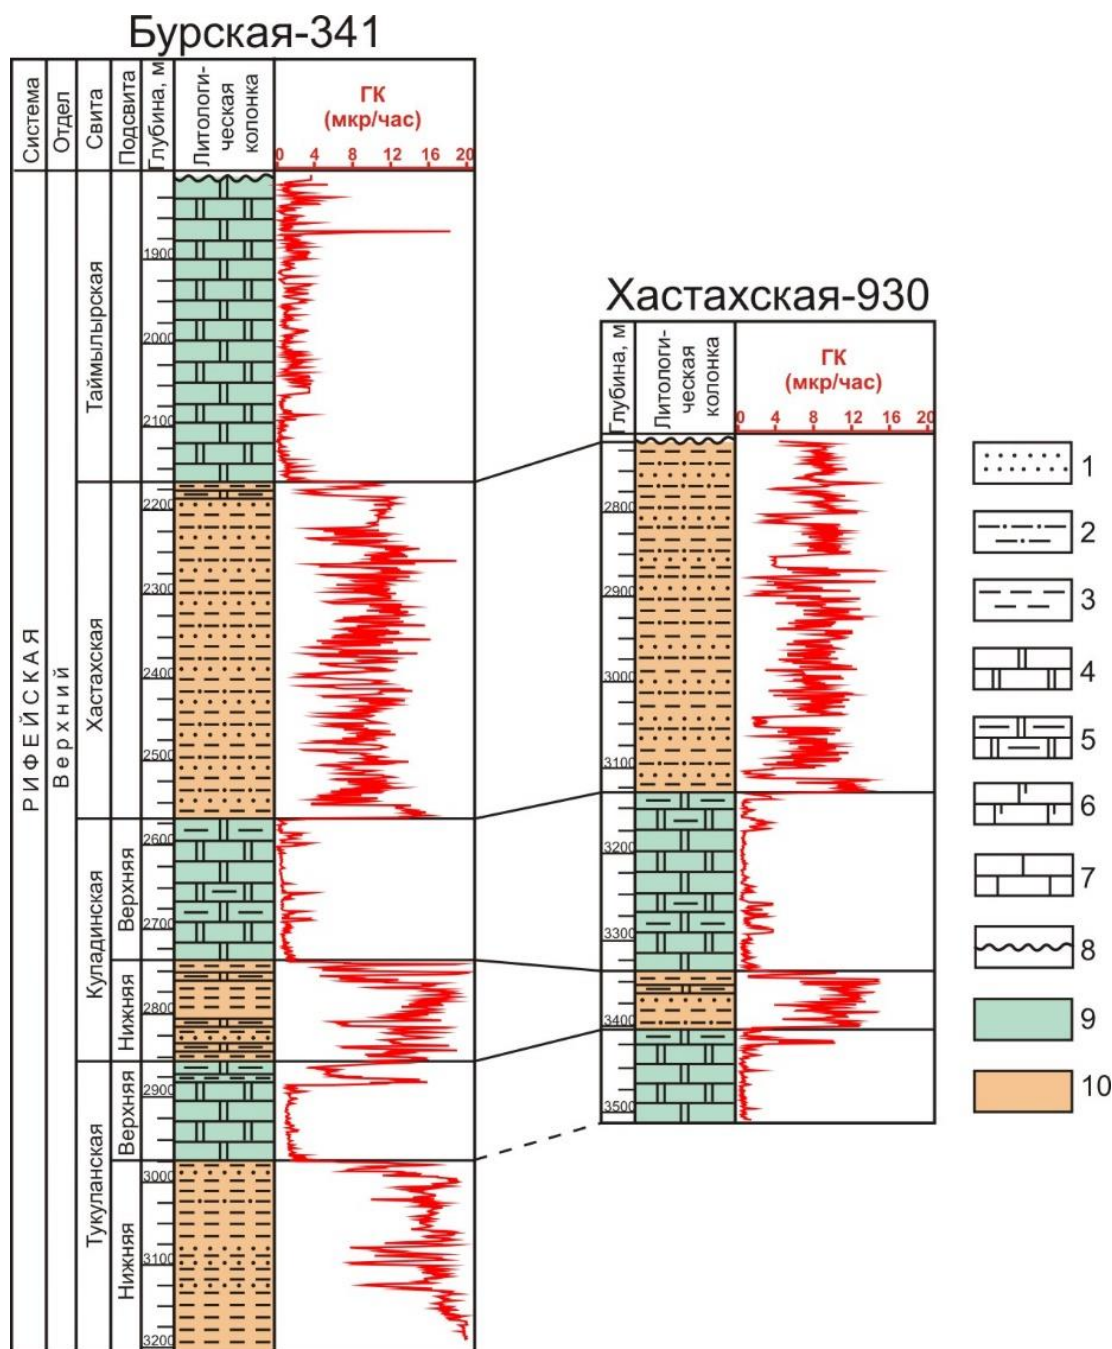 Бурская-341
Система
Отдел
Свита
Подсвита
Глубина, м
Литологи-
ческая
колонка
ГК
(мкр/час)
0 4 8 12 16 20
РИФЕЙСКАЯ
Верхний
Таймылырская
Хастахская
Куладинская
Верхняя
Нижняя
Тукуланская
Верхняя
Нижняя
1900
2000
2100
2200
2300
2400
2500
2600
2700
2800
2900
3000
3100
3200
Хастахская-930
Глубина, м
Литологи-
ческая
колонка
ГК
(мкр/час)
0 4 8 12 16 20
2800
2900
3000
3100
3200
3300
3400
3500
1
2
3
4
5
6
7
8
9
10